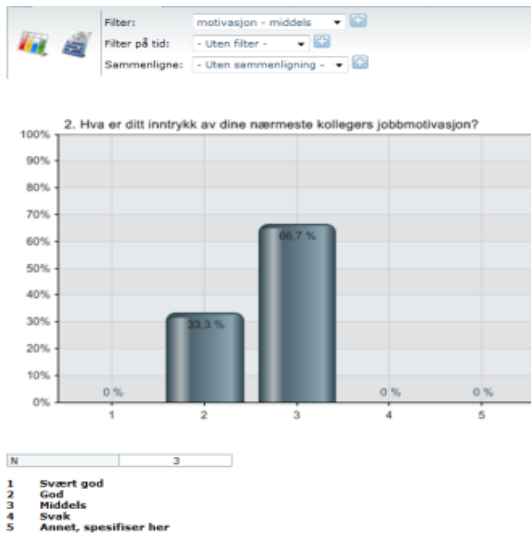 Filter: motivasjon - middels
Filter på tid: - Uten filter -
Sammenligne: - Uten sammenligning -
2. Hva er ditt inntrykk av dine nærmeste kollegers jobbmotivasjon?
100%
90%
80%
70%
60%
50%
40%
30%
20%
10%
0%
0 %
33,3 %
66,7 %
0 %
0 %
1 2 3 4 5
N 3
1 Svært god
2 God
3 Middels
4 Svak
5 Annet, spesifiser her